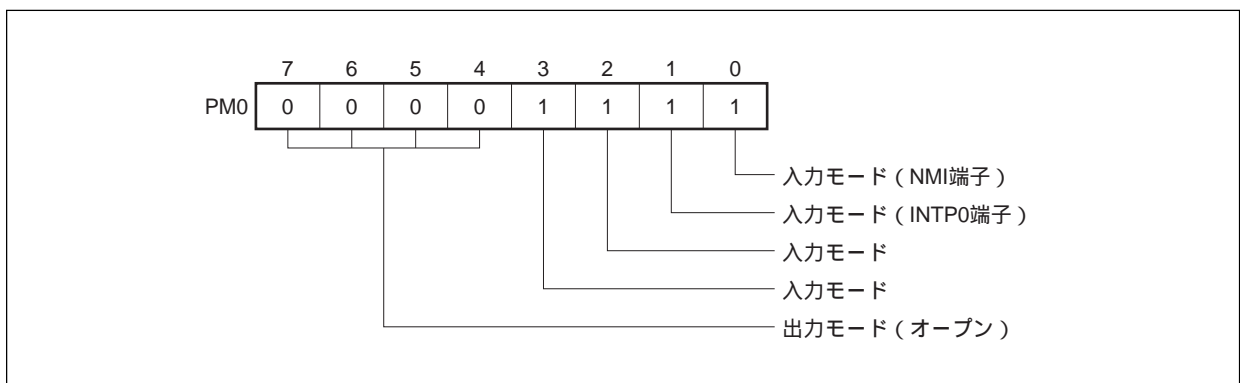 7 6 5 4 3 2 1 0
PM0 0 0 0 0 1 1 1 1
入力モード（NMI端子）
入力モード（INTP0端子）
入力モード
入力モード
出力モード（オープン）